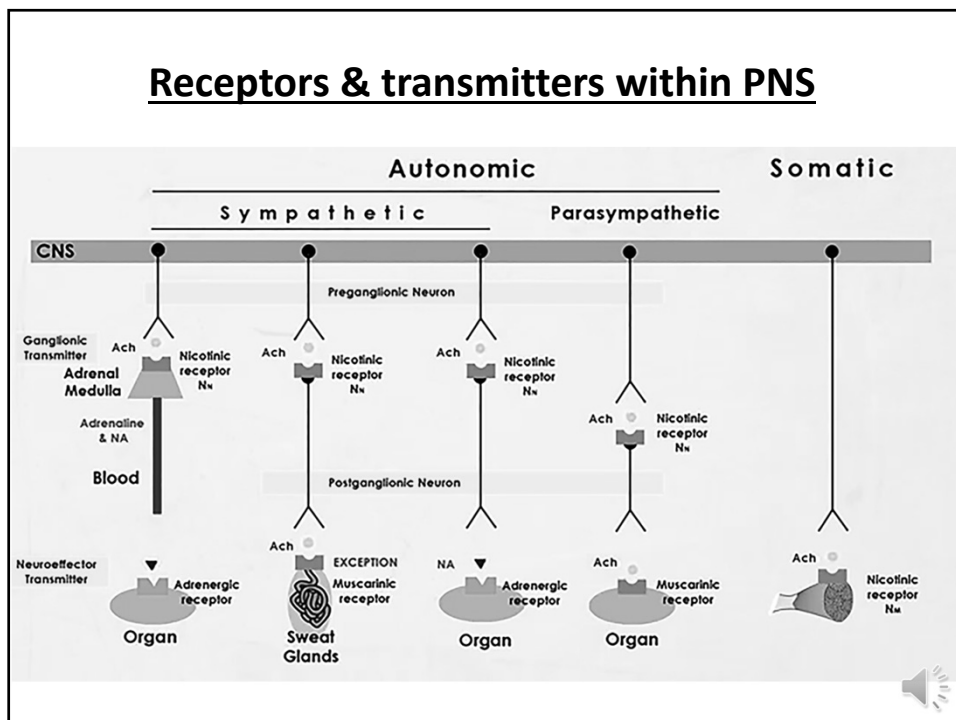 Receptors & transmitters within PNS
Autonomic
Somatic
Sympathetic
Parasympathetic
CNS
Preganglionic Neuron
Ganglionic
Transmitter
Ach
Nicotinic
receptor
NN
Adrenal
Medulla
Ach
Nicotinic
receptor
NN
Ach
Nicotinic
receptor
NN
Ach
Nicotinic
receptor
NN
Adrenaline
& NA
Blood
Postganglionic Neuron
Neuroeffector
Transmitter
Adrenergic
receptor
Organ
Ach
EXCEPTION
Muscarinic
receptor
Sweat
Glands
NA
Adrenergic
receptor
Organ
Ach
Muscarinic
receptor
Organ
Ach
Nicotinic
receptor
NM